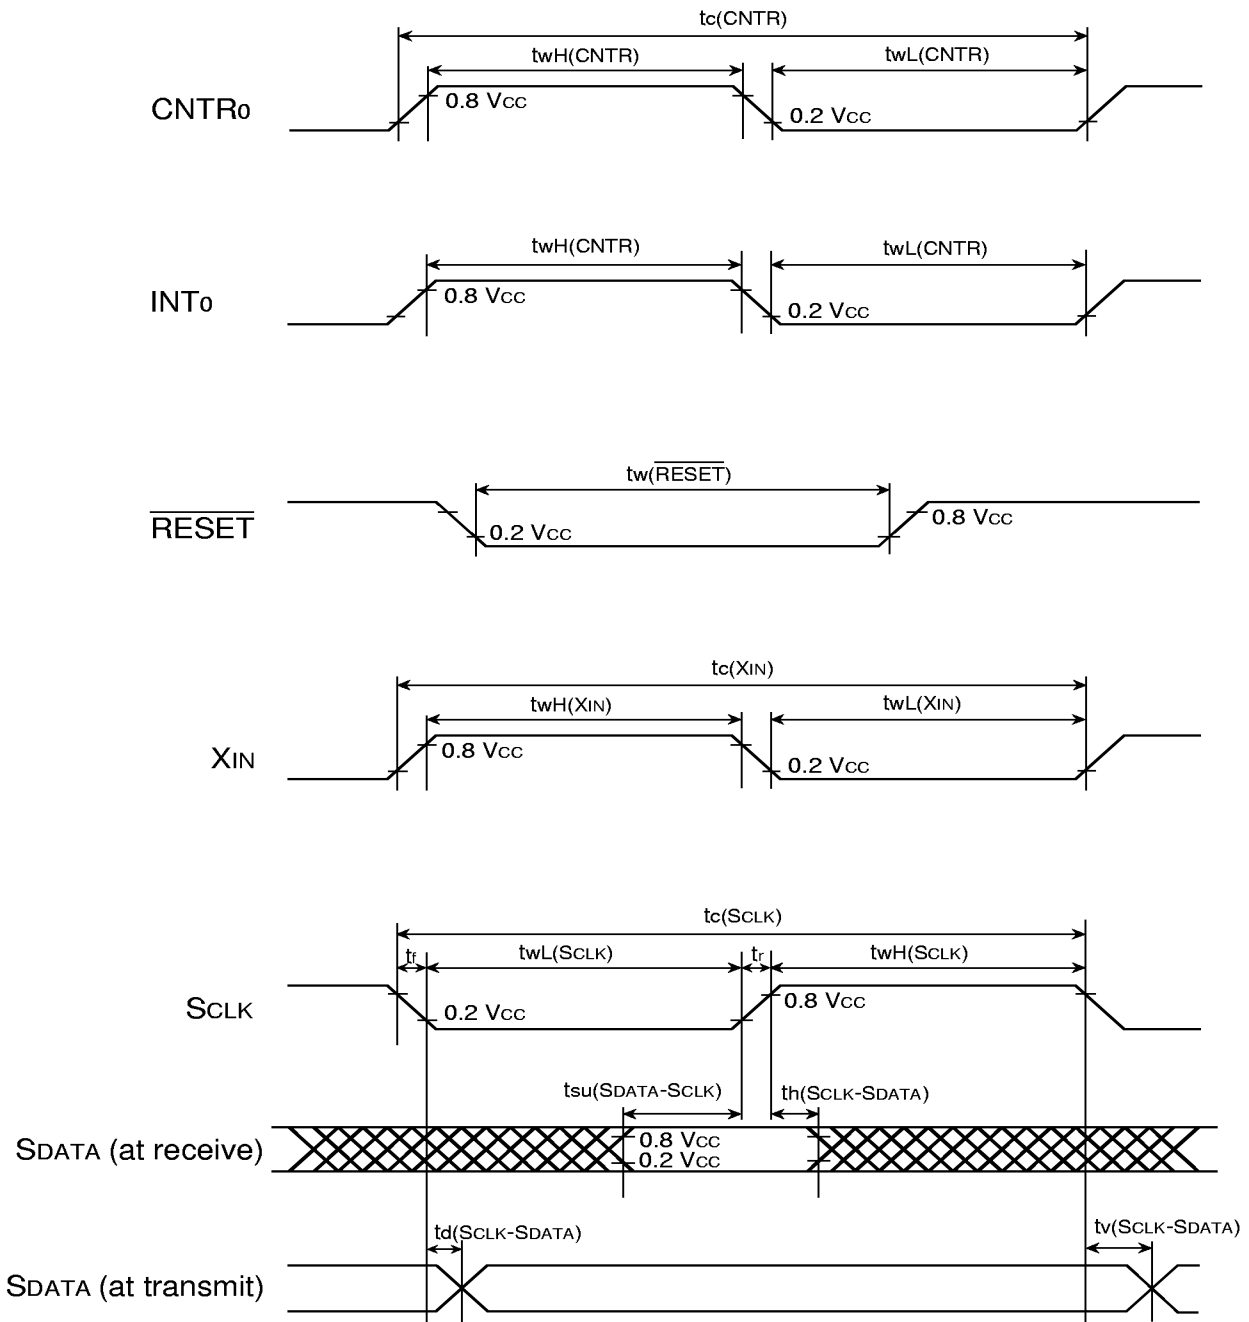 tc(CNTR)
twH(CNTR) twL(CNTR)
CNTR0 0.8 VCC 0.2 VCC
twH(CNTR) twL(CNTR)
INT0 0.8 VCC 0.2 VCC
tw(RESET)
RESET 0.2 VCC 0.8 VCC
tc(XIN)
twH(XIN) twL(XIN)
XIN 0.8 VCC 0.2 VCC
tc(SCLK)
tf twL(SCLK) tr twH(SCLK)
SCLK 0.2 VCC 0.8 VCC
tsu(SDATA-SCLK) th(SCLK-SDATA)
SDATA (at receive) 0.8 VCC
0.2 VCC
td(SCLK-SDATA) tv(SCLK-SDATA)
SDATA (at transmit)